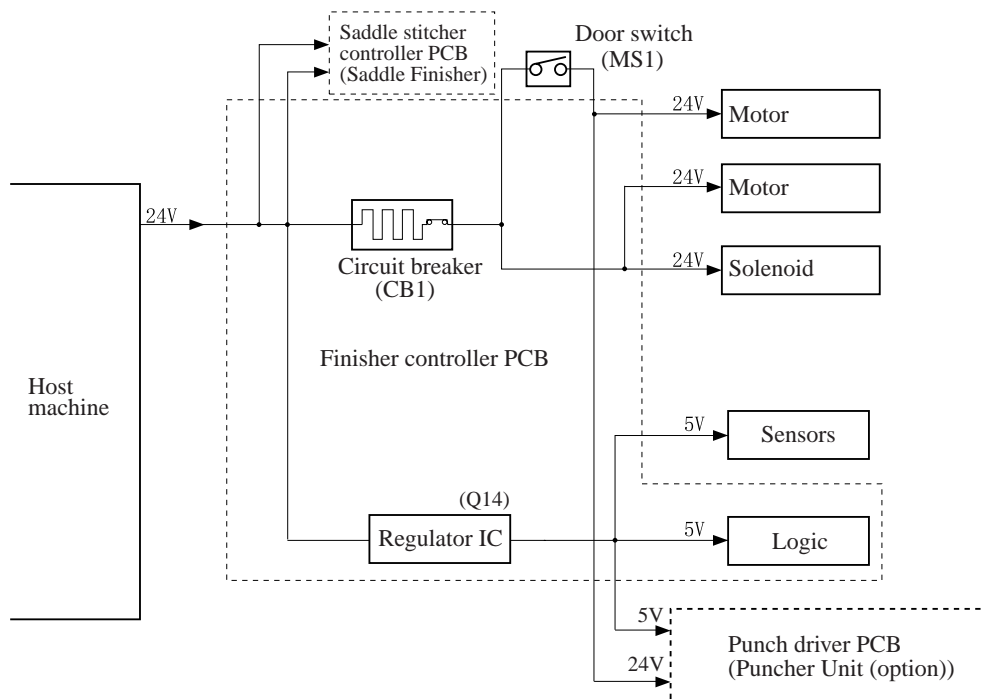 Saddle stitcher
controller PCB
(Saddle Finisher)
Door switch
(MS1)
24V
Motor
24V
Motor
24V
Circuit breaker
(CB1)
24V
Solenoid
Finisher controller PCB
Host
machine
5V
Sensors
(Q14)
Regulator IC
5V
Logic
5V
24V
Punch driver PCB
(Puncher Unit (option))